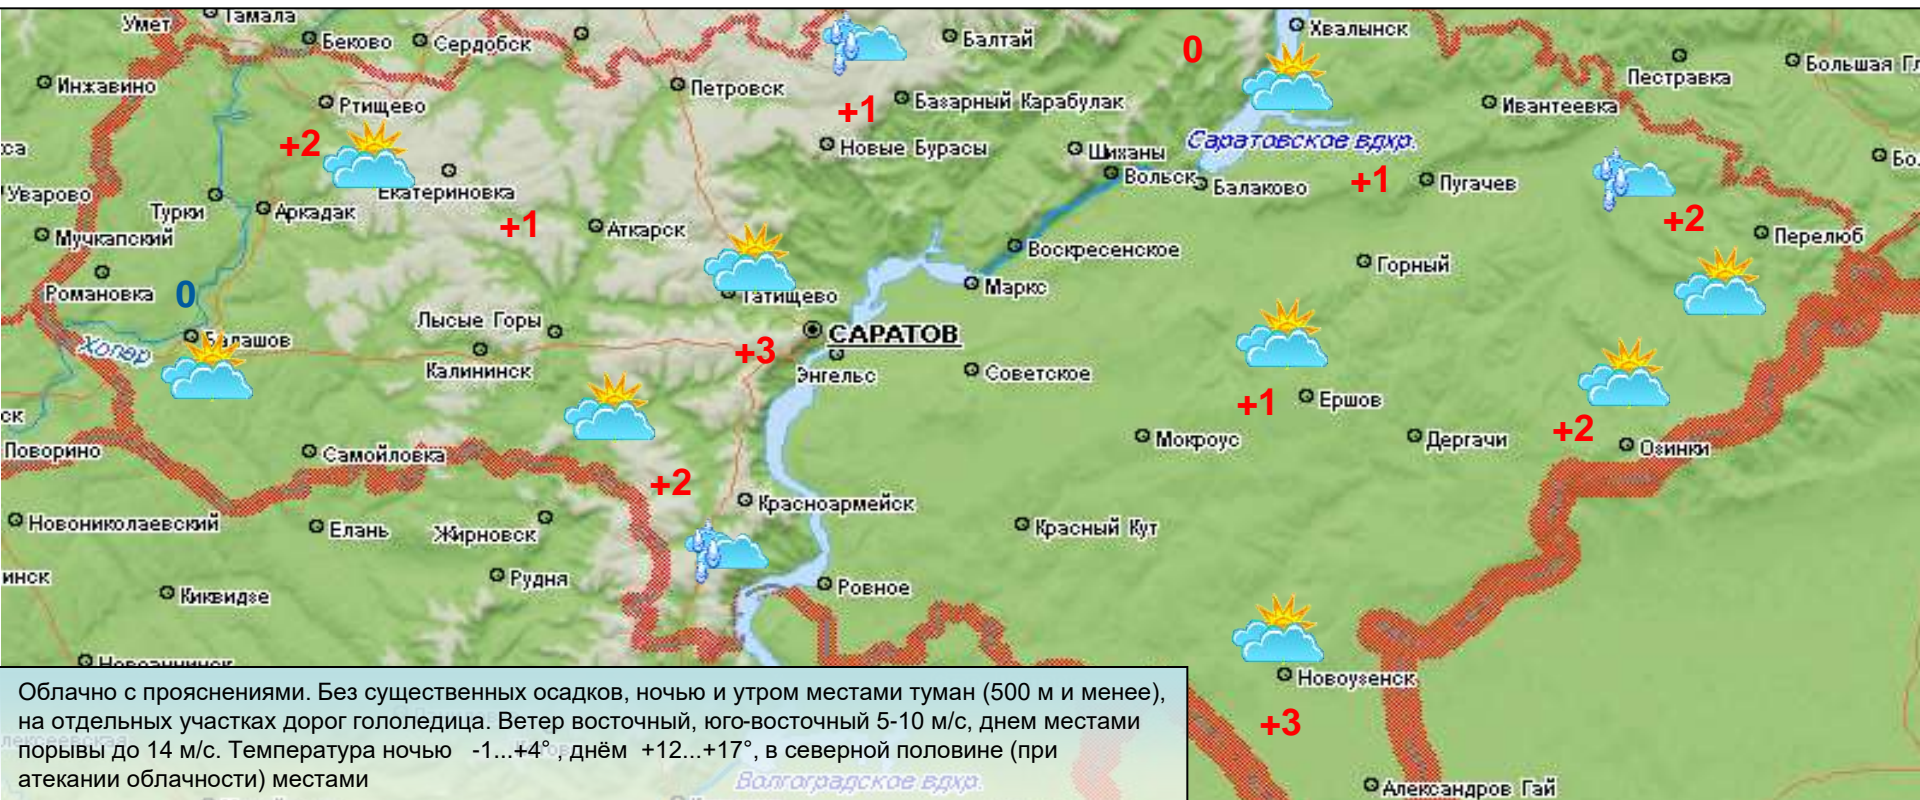 Умет
Тамала
Беково
Сердобск
Балтай
0
Хвалынск
Пестравка
Большая Гл
Инжавино
Ртищево
Петровск
+1
Базарный Карабулак
Ивантеевка
+2
Новые Бурасы
Шиханы
Саратовское вдхр.
са
Бо.
Уварово
Екатериновка
Вольск
Балаково
+1
Пугачев
Турки
Аркадак
+1
Аткарск
+2
Мучкапский
Воскресенское
Перелюб
Горный
Романовка
0
Татищево
Маркс
Лысые Горы
САРАТОВ
Хопер
Балашов
+3
Калининск
Энгельс
Советское
+1
Ершов
ск
+2
Поворино
Самойловка
Мокроус
Дергачи
Озинки
+2
Красноармейск
Новониколаевский
Елань
Жирновск
Красный Кут
инск
Рудня
Киквидзе
Ровное
Новоаннинск
Новоузенск
+3
Облачно с прояснениями. Без существенных осадков, ночью и утром местами туман (500 м и менее),
на отдельных участках дорог гололедица. Ветер восточный, юго-восточный 5-10 м/с, днем местами
порывы до 14 м/с. Температура ночью -1...+4°, днём +12...+17°, в северной половине (при
атекании облачности) местами
Волгоградское вдхр.
Александров Гай